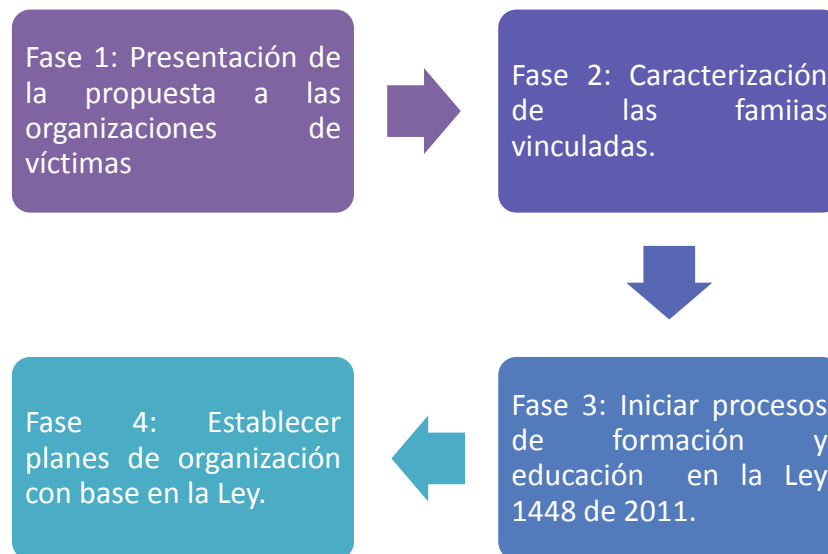 Fase 1: Presentación de
la propuesta a las
organizaciones de
víctimas
Fase 2: Caracterización
de las famiias
vinculadas.
Fase 3: Iniciar procesos
de formación y
educación en la Ley
1448 de 2011.
Fase 4: Establecer
planes de organización
con base en la Ley.